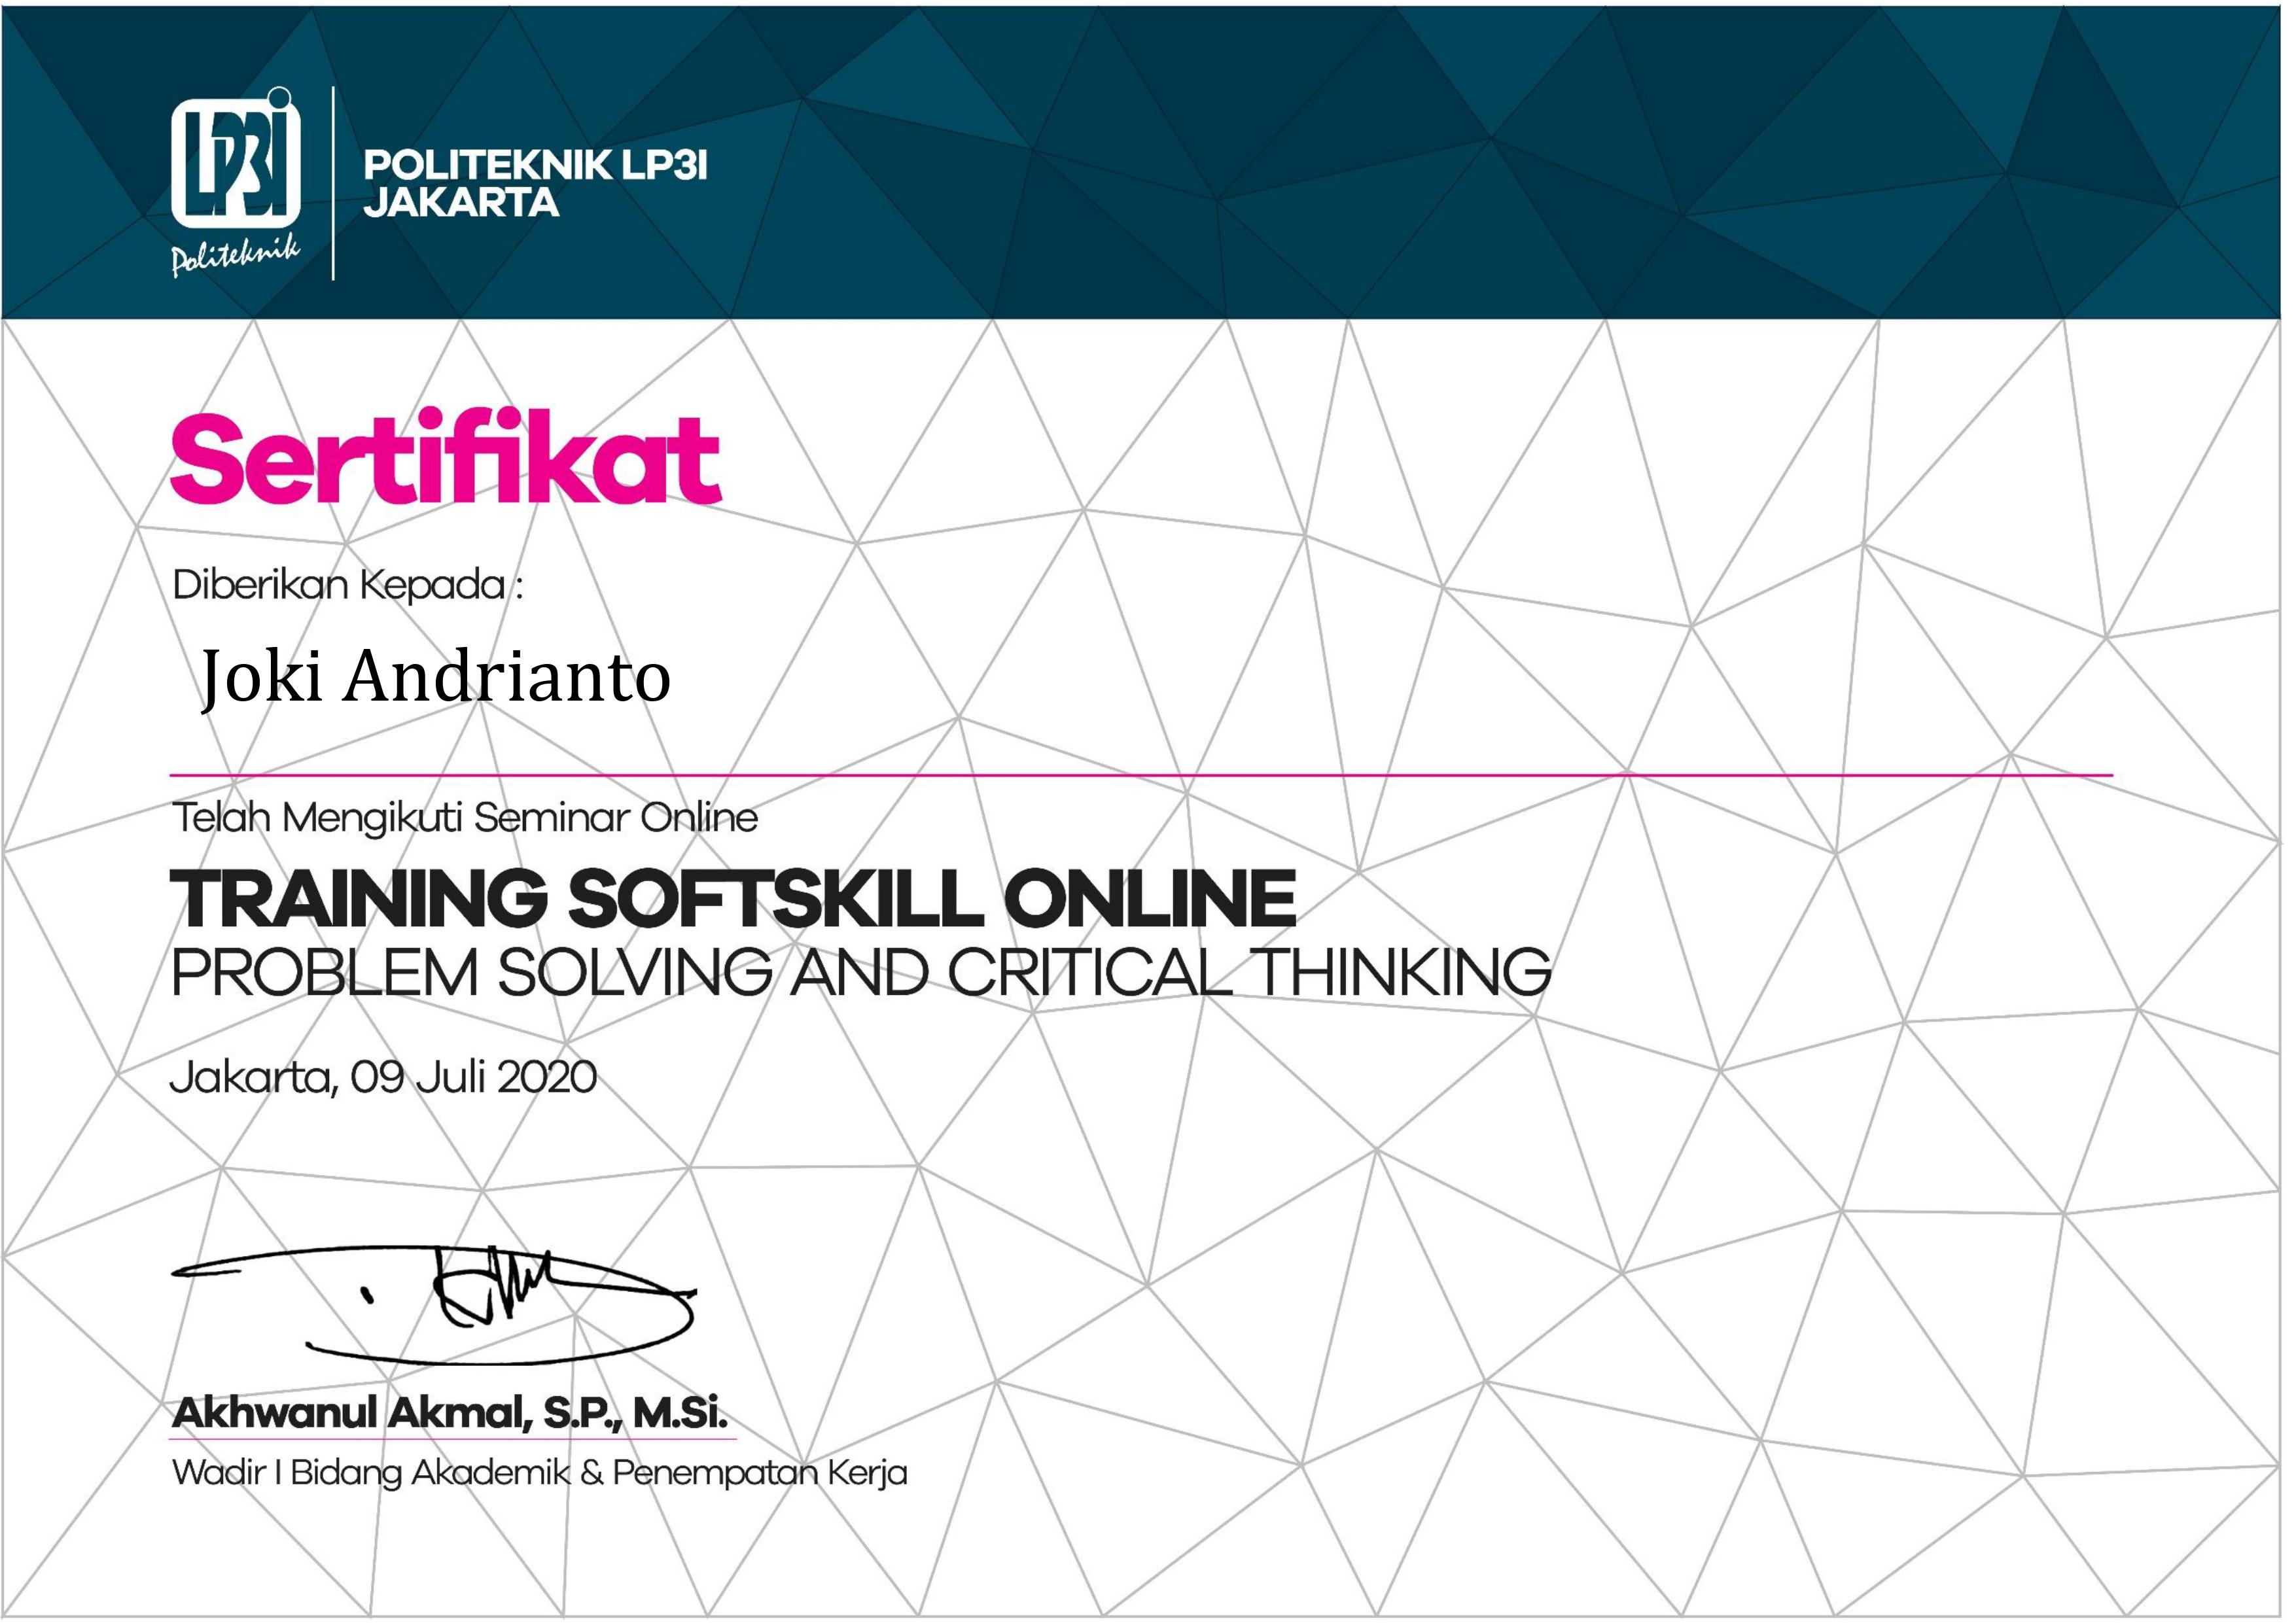 LP3I
Politeknik
POLITEKNIK LP3I
JAKARTA
Sertifikat
Diberikan Kepada :
Joki Andrianto
Telah Mengikuti Seminar Online
TRAINING SOFTSKILL ONLINE
PROBLEM SOLVING AND CRITICAL THINKING
Jakarta, 09 Juli 2020
Akhwanul Akmal, S.P., M.Si.
Wadir I Bidang Akademik & Penempatan Kerja